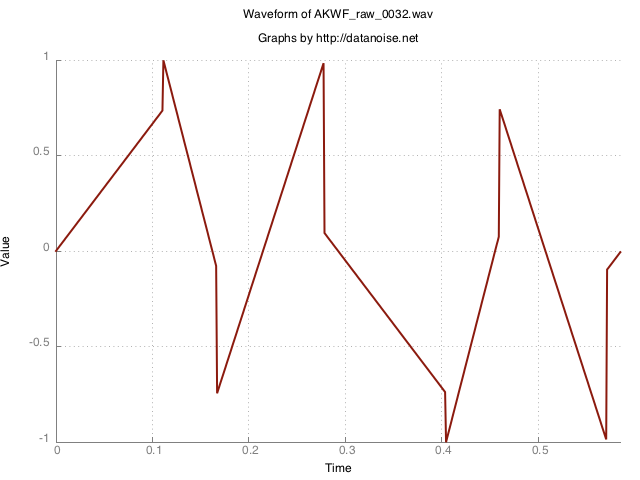 Waveform of AKWF_raw_0032.wav
Graphs by http://datanoise.net
1
0.5
0
-0.5
-1
Value
0 0.1 0.2 0.3 0.4 0.5
Time